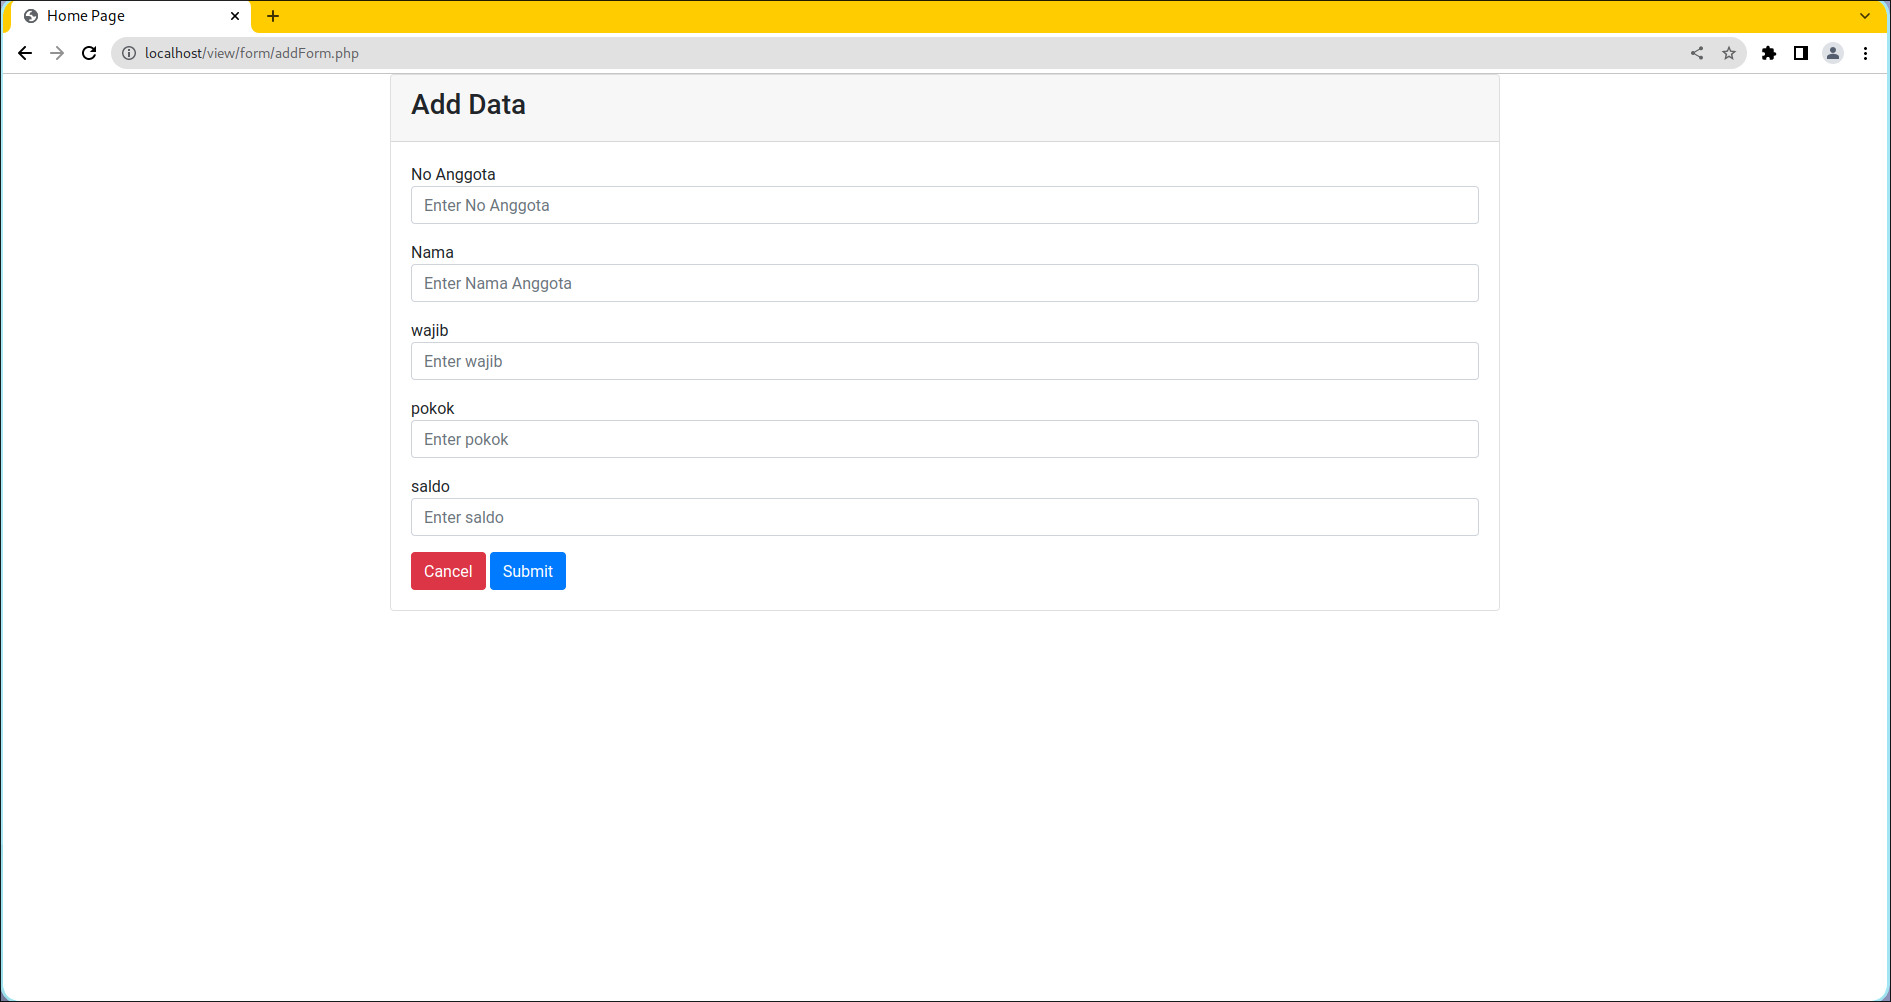 Home Page
localhost/view/form/addForm.php
Add Data
No Anggota
Enter No Anggota
Nama
Enter Nama Anggota
wajib
Enter wajib
pokok
Enter pokok
saldo
Enter saldo
Cancel Submit